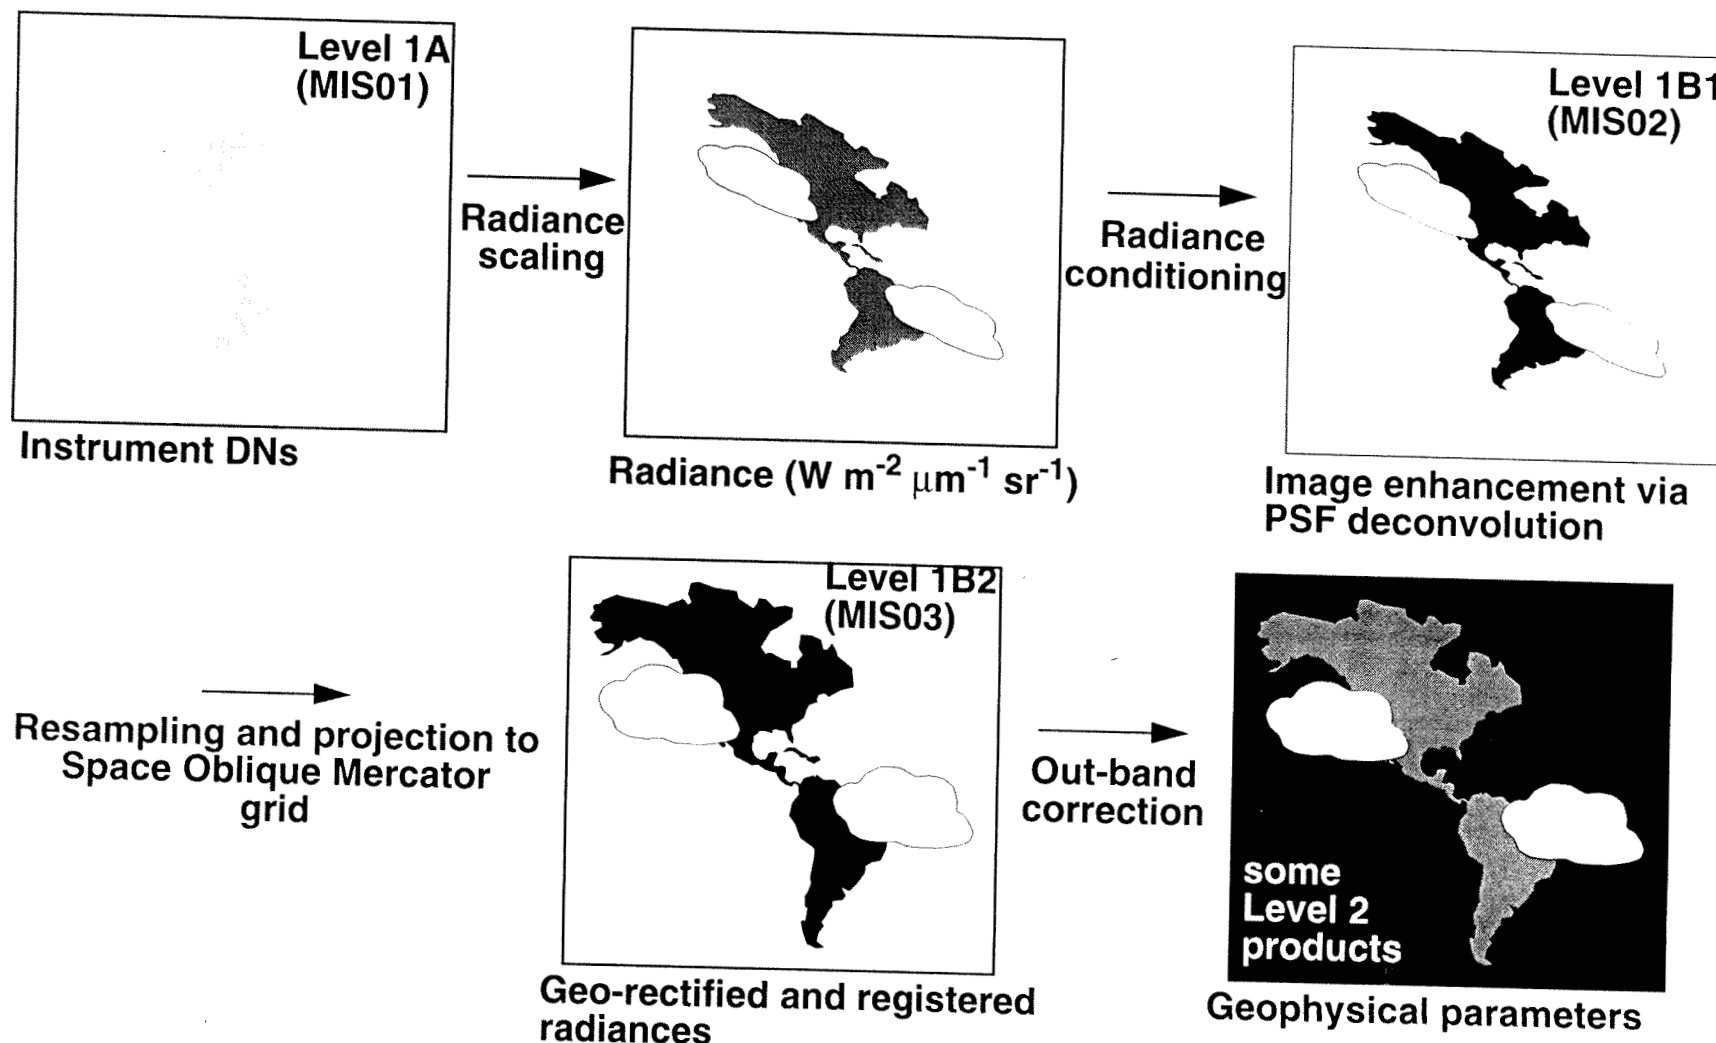 Level 1A
(MIS01)
Instrument DNs
Radiance
scaling
Radiance (W m⁻² μm⁻¹ sr⁻¹)
Radiance
conditioning
Level 1B1
(MIS02)
Image enhancement via
PSF deconvolution
Resampling and projection to
Space Oblique Mercator
grid
Level 1B2
(MIS03)
Geo-rectified and registered
radiances
Out-band
correction
some
Level 2
products
Geophysical parameters